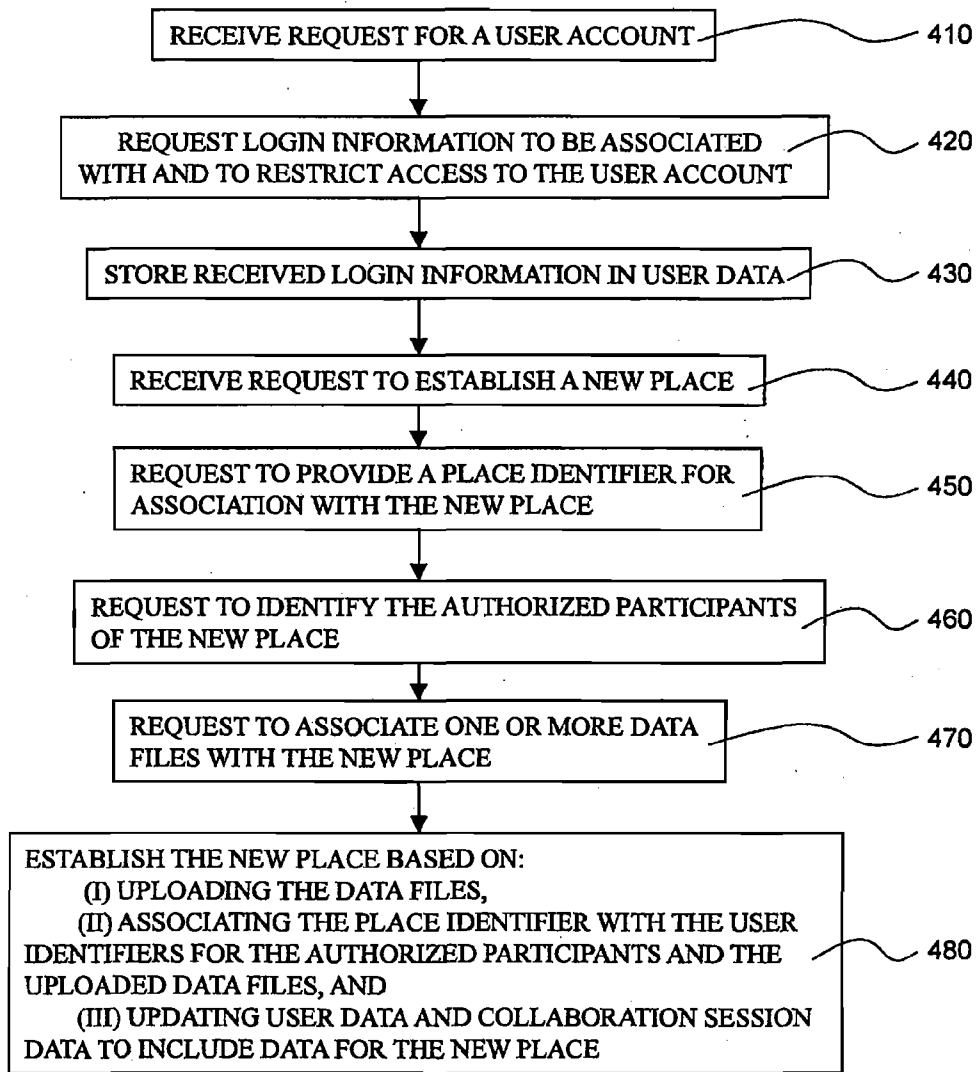 RECEIVE REQUEST FOR A USER ACCOUNT
410
REQUEST LOGIN INFORMATION TO BE ASSOCIATED
WITH AND TO RESTRICT ACCESS TO THE USER ACCOUNT
420
STORE RECEIVED LOGIN INFORMATION IN USER DATA
430
RECEIVE REQUEST TO ESTABLISH A NEW PLACE
440
REQUEST TO PROVIDE A PLACE IDENTIFIER FOR
ASSOCIATION WITH THE NEW PLACE
450
REQUEST TO IDENTIFY THE AUTHORIZED PARTICIPANTS
OF THE NEW PLACE
460
REQUEST TO ASSOCIATE ONE OR MORE DATA
FILES WITH THE NEW PLACE
470
ESTABLISH THE NEW PLACE BASED ON:
(I) UPLOADING THE DATA FILES,
(II) ASSOCIATING THE PLACE IDENTIFIER WITH THE USER
IDENTIFIERS FOR THE AUTHORIZED PARTICIPANTS AND THE
UPLOADED DATA FILES, AND
(III) UPDATING USER DATA AND COLLABORATION SESSION
DATA TO INCLUDE DATA FOR THE NEW PLACE
480